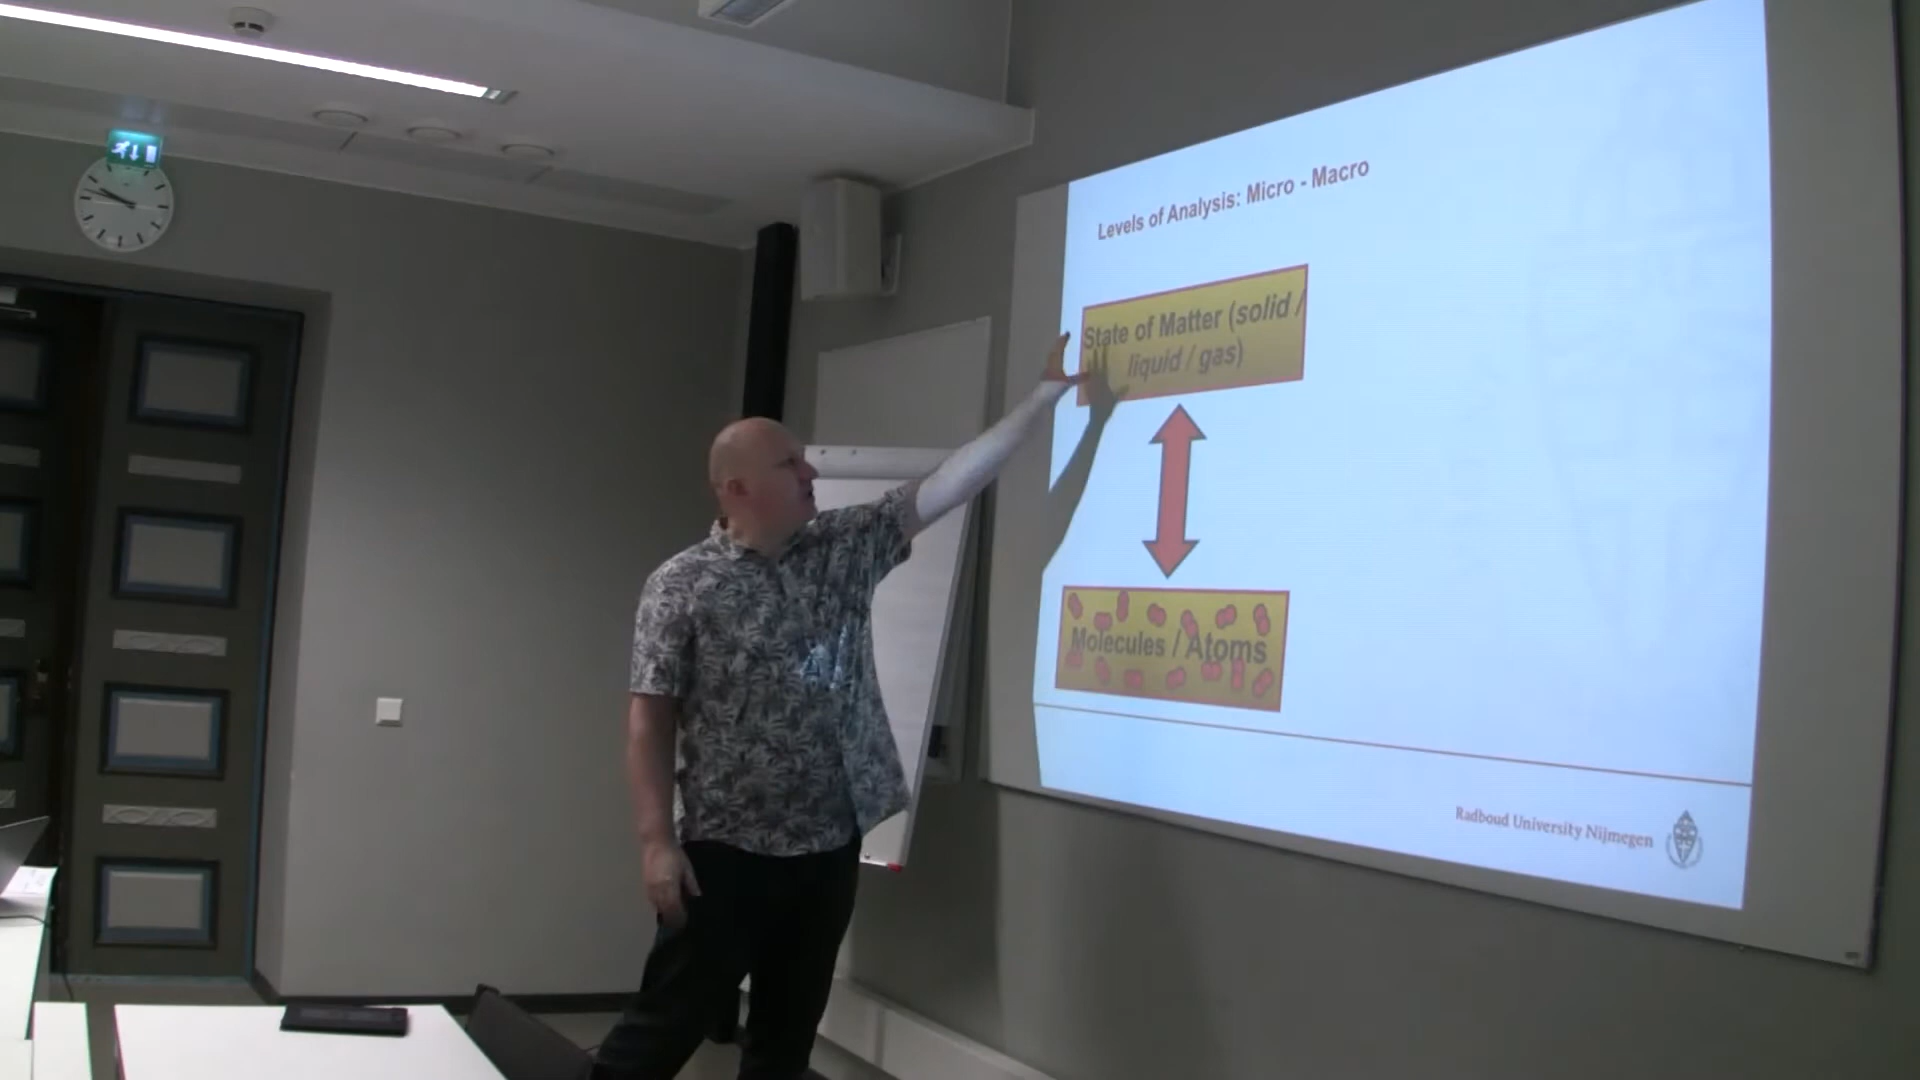 Levels of Analysis: Micro - Macro
State of Matter (solid /
liquid / gas)
Molecules / Atoms
Radboud University Nijmegen